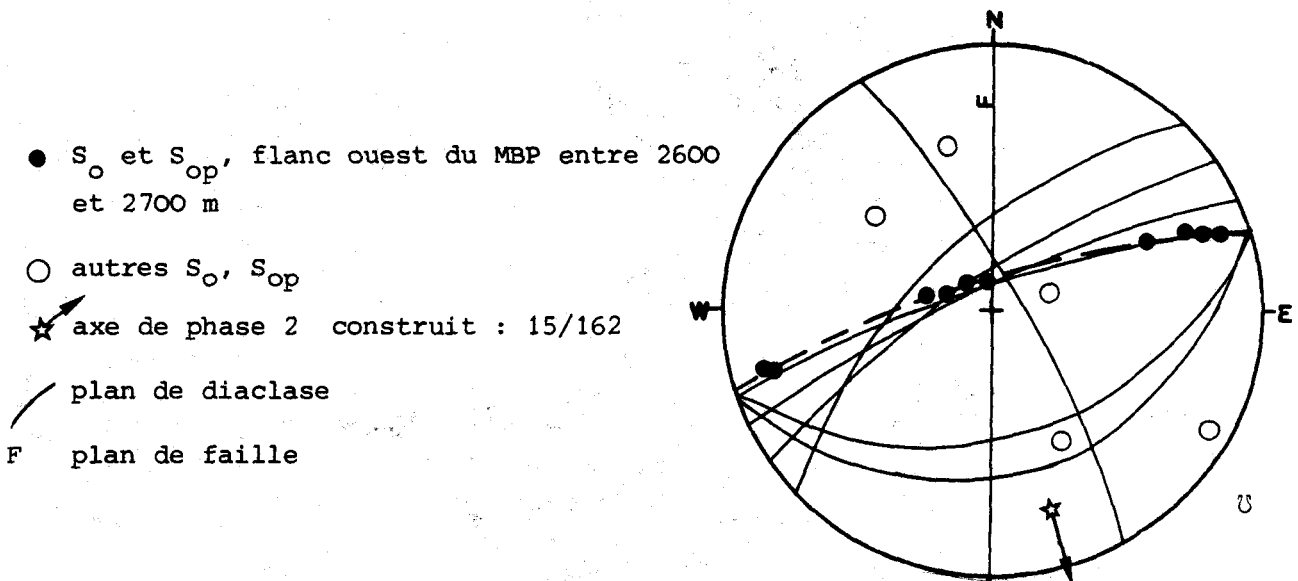 S_o et S_op, flanc ouest du MBP entre 2600
et 2700 m
autres S_o, S_op
axe de phase 2 construit : 15/162
plan de diaclase
F plan de faille
N
F
W
E